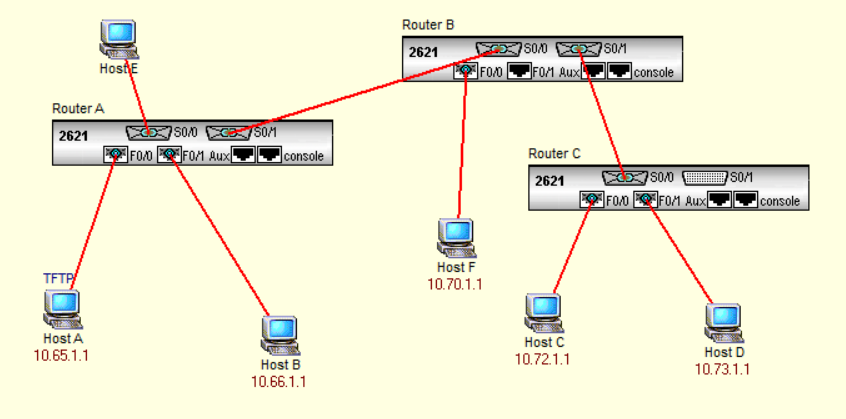 Router B
2621 S0/0 S0/1
F0/0 F0/1 Aux console
Host E
Router A
2621 S0/0 S0/1
F0/0 F0/1 Aux console
Router C
2621 S0/0 S0/1
F0/0 F0/1 Aux console
Host F
10.70.1.1
TFTP
Host A
10.65.1.1
Host B
10.66.1.1
Host C
10.72.1.1
Host D
10.73.1.1